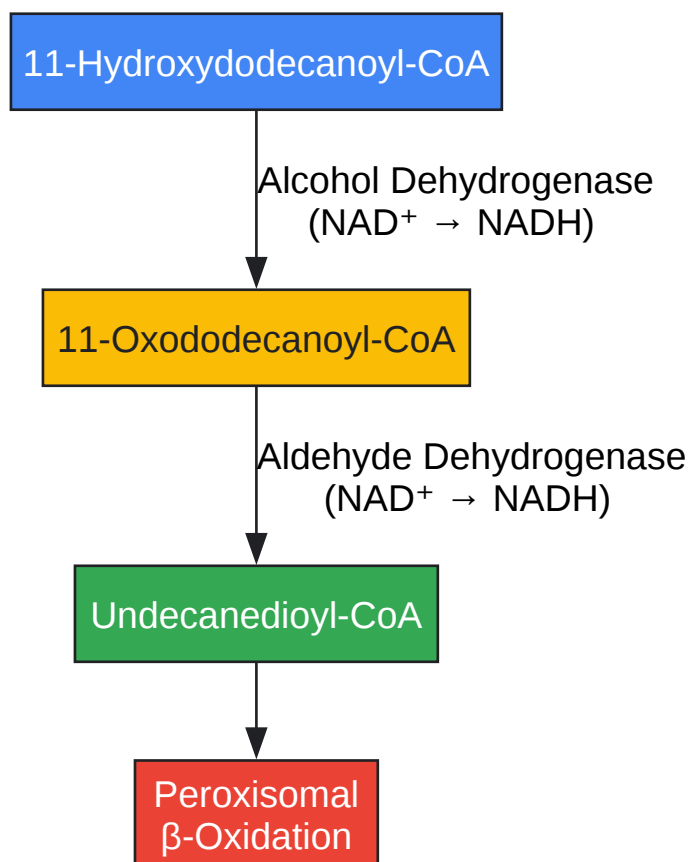 11-Hydroxydodecanoyl-CoA
Alcohol Dehydrogenase
(NAD⁺ → NADH)
11-Oxododecanoyl-CoA
Aldehyde Dehydrogenase
(NAD⁺ → NADH)
Undecanedioyl-CoA
Peroxisomal
β-Oxidation